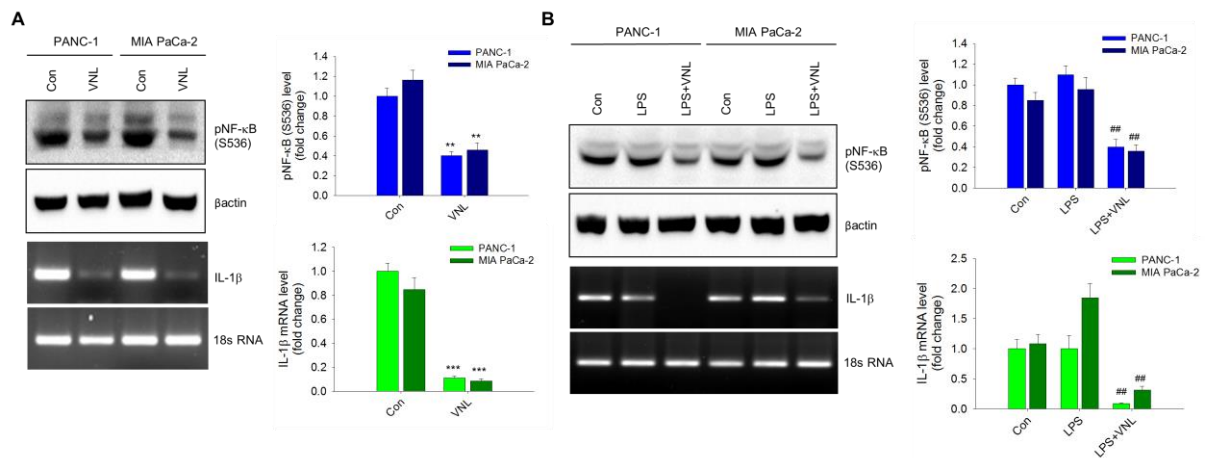 A
PANC-1 MIA PaCa-2
Con VNL Con VNL
pNF-κB
(S536)
βactin
IL-1β
18s RNA
pNF-κB (S536) level
(fold change)
1.4
1.2
1.0
0.8
0.6
0.4
0.2
0.0
PANC-1
MIA PaCa-2
** **
Con VNL
IL-1β mRNA level
(fold change)
1.2
1.0
0.8
0.6
0.4
0.2
0.0
PANC-1
MIA PaCa-2
*** ***
Con VNL
B
PANC-1 MIA PaCa-2
Con LPS LPS+VNL Con LPS LPS+VNL
pNF-κB
(S536)
βactin
IL-1β
18s RNA
pNF-κB (S536) level
(fold change)
1.4
1.2
1.0
0.8
0.6
0.4
0.2
0.0
PANC-1
MIA PaCa-2
## ##
Con LPS LPS+VNL
IL-1β mRNA level
(fold change)
2.5
2.0
1.5
1.0
0.5
0.0
PANC-1
MIA PaCa-2
## ##
Con LPS LPS+VNL